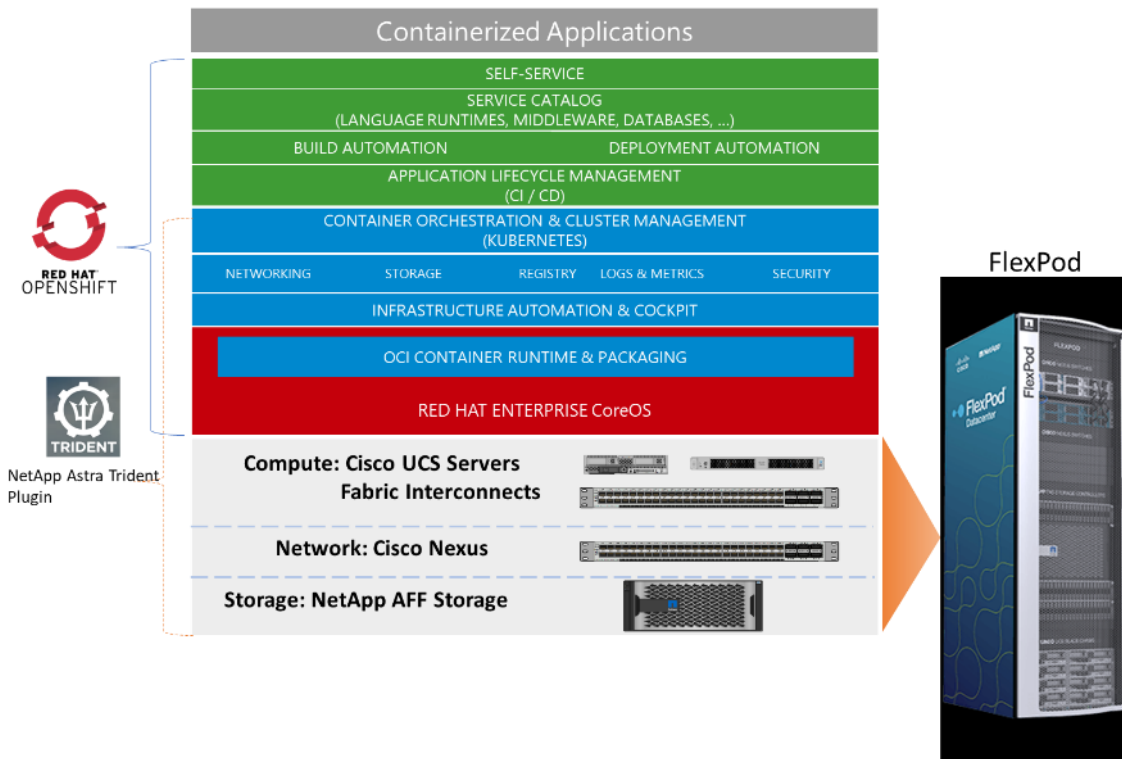 Containerized Applications
SELF-SERVICE
SERVICE CATALOG
(LANGUAGE RUNTIMES, MIDDLEWARE, DATABASES, ...)
BUILD AUTOMATION
DEPLOYMENT AUTOMATION
APPLICATION LIFECYCLE MANAGEMENT
(CI / CD)
CONTAINER ORCHESTRATION & CLUSTER MANAGEMENT
(KUBERNETES)
NETWORKING
STORAGE
REGISTRY
LOGS & METRICS
SECURITY
INFRASTRUCTURE AUTOMATION & COCKPIT
OCI CONTAINER RUNTIME & PACKAGING
RED HAT ENTERPRISE CoreOS
RED HAT
OPENSHIFT
TRIDENT
NetApp Astra Trident
Plugin
Compute: Cisco UCS Servers
Fabric Interconnects
Network: Cisco Nexus
Storage: NetApp AFF Storage
FlexPod
cisco
NetApp
FlexPod
Datacenter
FlexPod
FLEXPOD